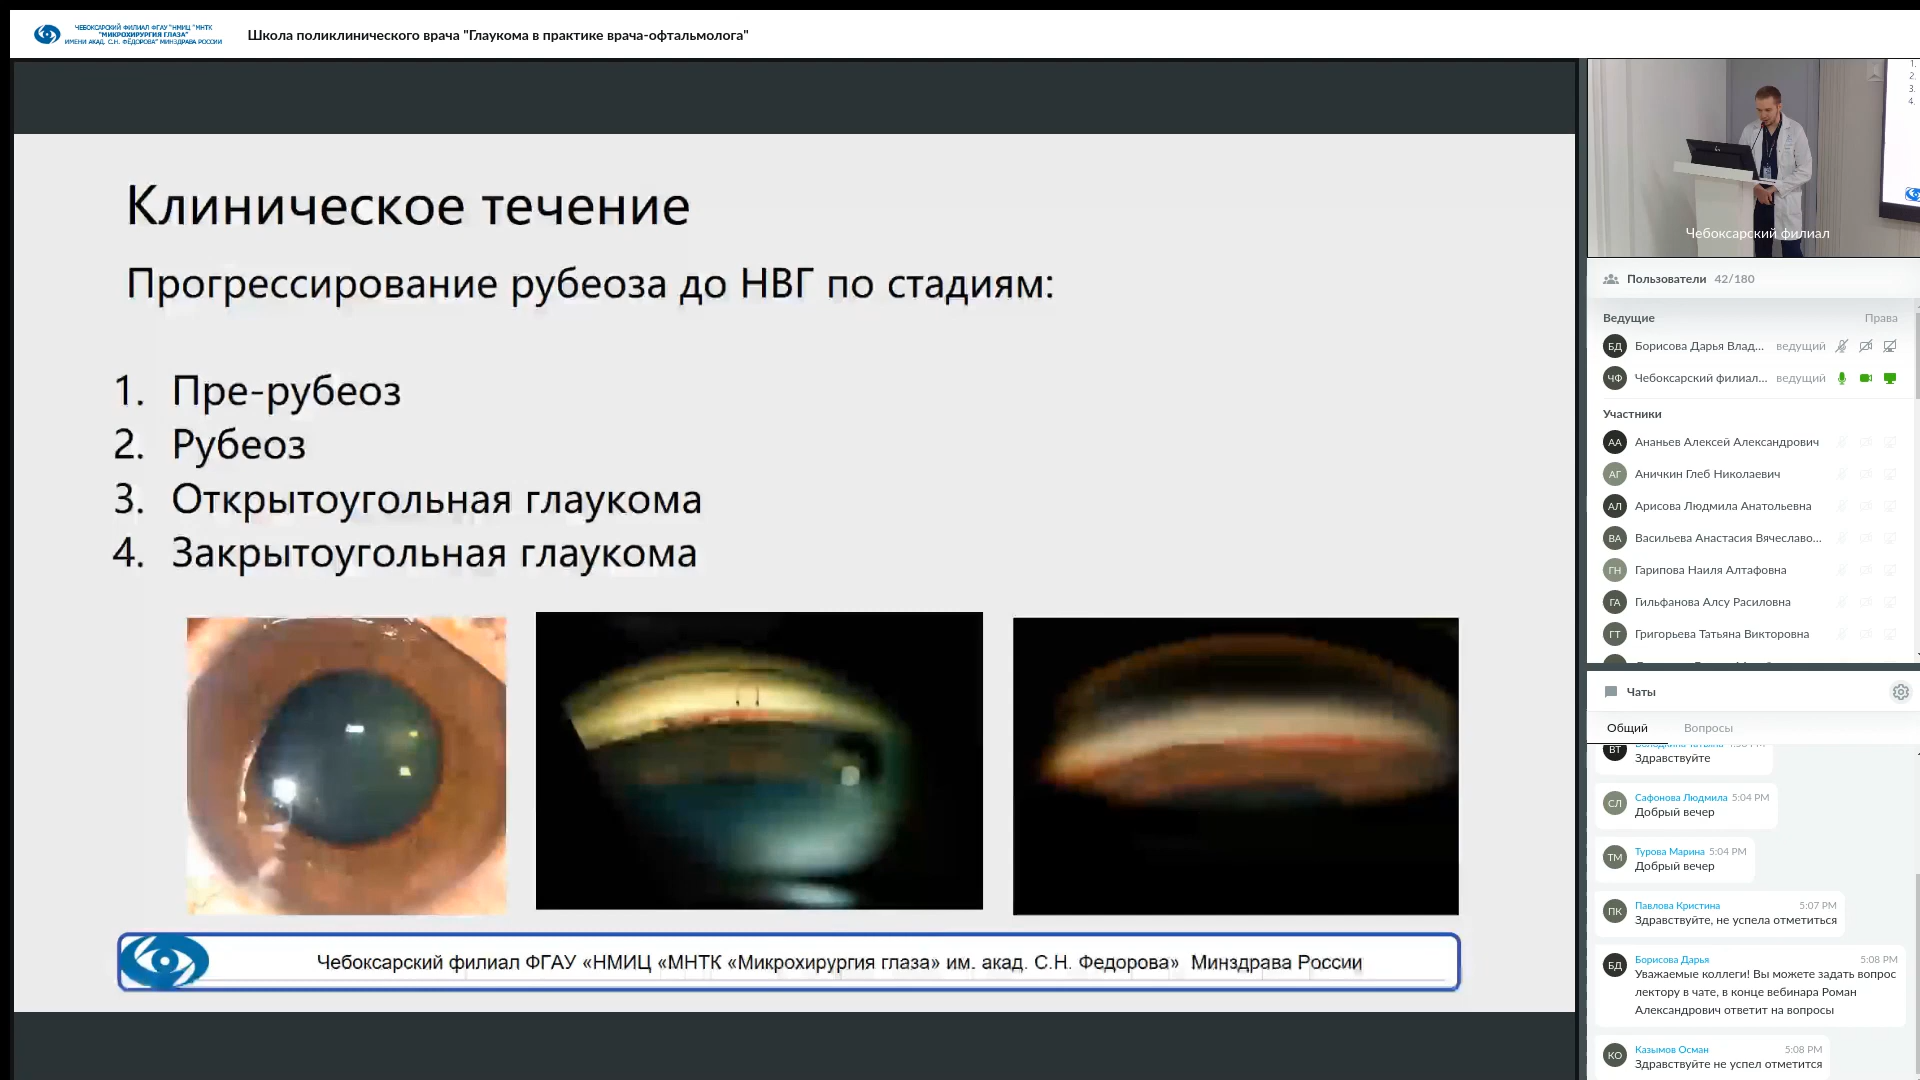 ЧЕБОКСАРСКИЙ ФИЛИАЛ ФГАУ "НМИЦ "МНТК
"МИКРОХИРУРГИЯ ГЛАЗА"
ИМЕНИ АКАД. С.Н. ФЁДОРОВА" МИНЗДРАВА РОССИИ
Школа поликлинического врача "Глаукома в практике врача-офтальмолога"
Клиническое течение
Прогрессирование рубеоза до НВГ по стадиям:
1. Пре-рубеоз
2. Рубеоз
3. Открытоугольная глаукома
4. Закрытоугольная глаукома
Чебоксарский филиал ФГАУ «НМИЦ «МНТК «Микрохирургия глаза» им. акад. С.Н. Федорова» Минздрава России
1.
2.
3.
4.
Чебоксарский филиал
Пользователи 42/180
Ведущие Права
БД Борисова Дарья Влад... ведущий
ЧФ Чебоксарский филиал... ведущий
Участники
АА Ананьев Алексей Александрович
АГ Аничкин Глеб Николаевич
АЛ Арисова Людмила Анатольевна
ВА Васильева Анастасия Вячеславо...
ГН Гарипова Наиля Алтафовна
ГА Гильфанова Алсу Расиловна
ГТ Григорьева Татьяна Викторовна
Чаты
Общий Вопросы
ВТ
Здравствуйте
СЛ Сафонова Людмила 5:04 PM
Добрый вечер
ТМ Турова Марина 5:04 PM
Добрый вечер
ПК Павлова Кристина 5:07 PM
Здравствуйте, не успела отметиться
БД Борисова Дарья 5:08 PM
Уважаемые коллеги! Вы можете задать вопрос
лектору в чате, в конце вебинара Роман
Александрович ответит на вопросы
КО Казымов Осман 5:08 PM
Здравствуйте не успел отметится